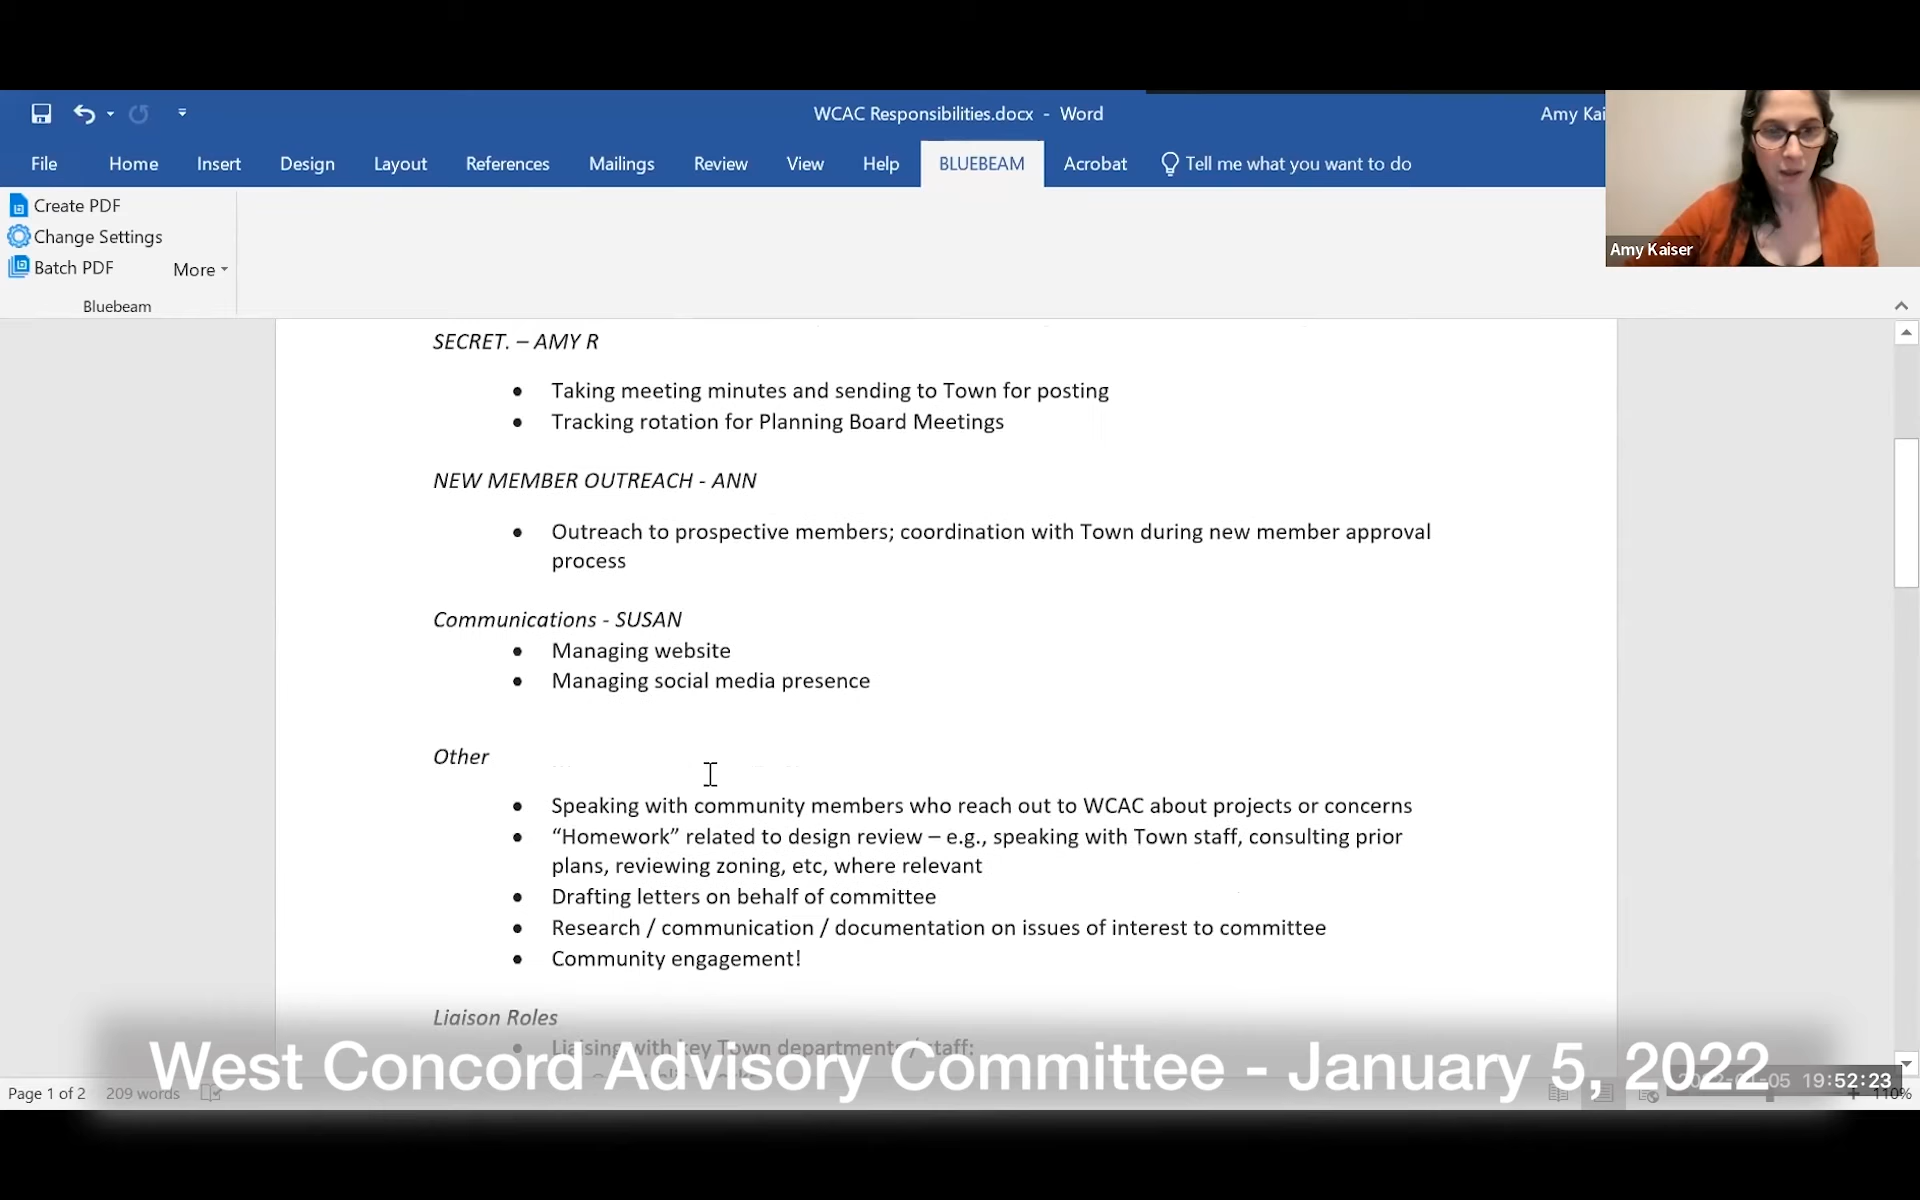 WCAC Responsibilities.docx - Word
Amy Kai
File Home Insert Design Layout References Mailings Review View Help BLUEBEAM Acrobat Tell me what you want to do
Create PDF
Change Settings
Batch PDF More
Bluebeam
Amy Kaiser
SECRET. – AMY R
• Taking meeting minutes and sending to Town for posting
• Tracking rotation for Planning Board Meetings
NEW MEMBER OUTREACH - ANN
• Outreach to prospective members; coordination with Town during new member approval
process
Communications - SUSAN
• Managing website
• Managing social media presence
Other
• Speaking with community members who reach out to WCAC about projects or concerns
• “Homework” related to design review – e.g., speaking with Town staff, consulting prior
plans, reviewing zoning, etc, where relevant
• Drafting letters on behalf of committee
• Research / communication / documentation on issues of interest to committee
• Community engagement!
Liaison Roles
• Liaising with key Town departments / staff:
West Concord Advisory Committee - January 5, 2022
Page 1 of 2 209 words
19:52:23
110%